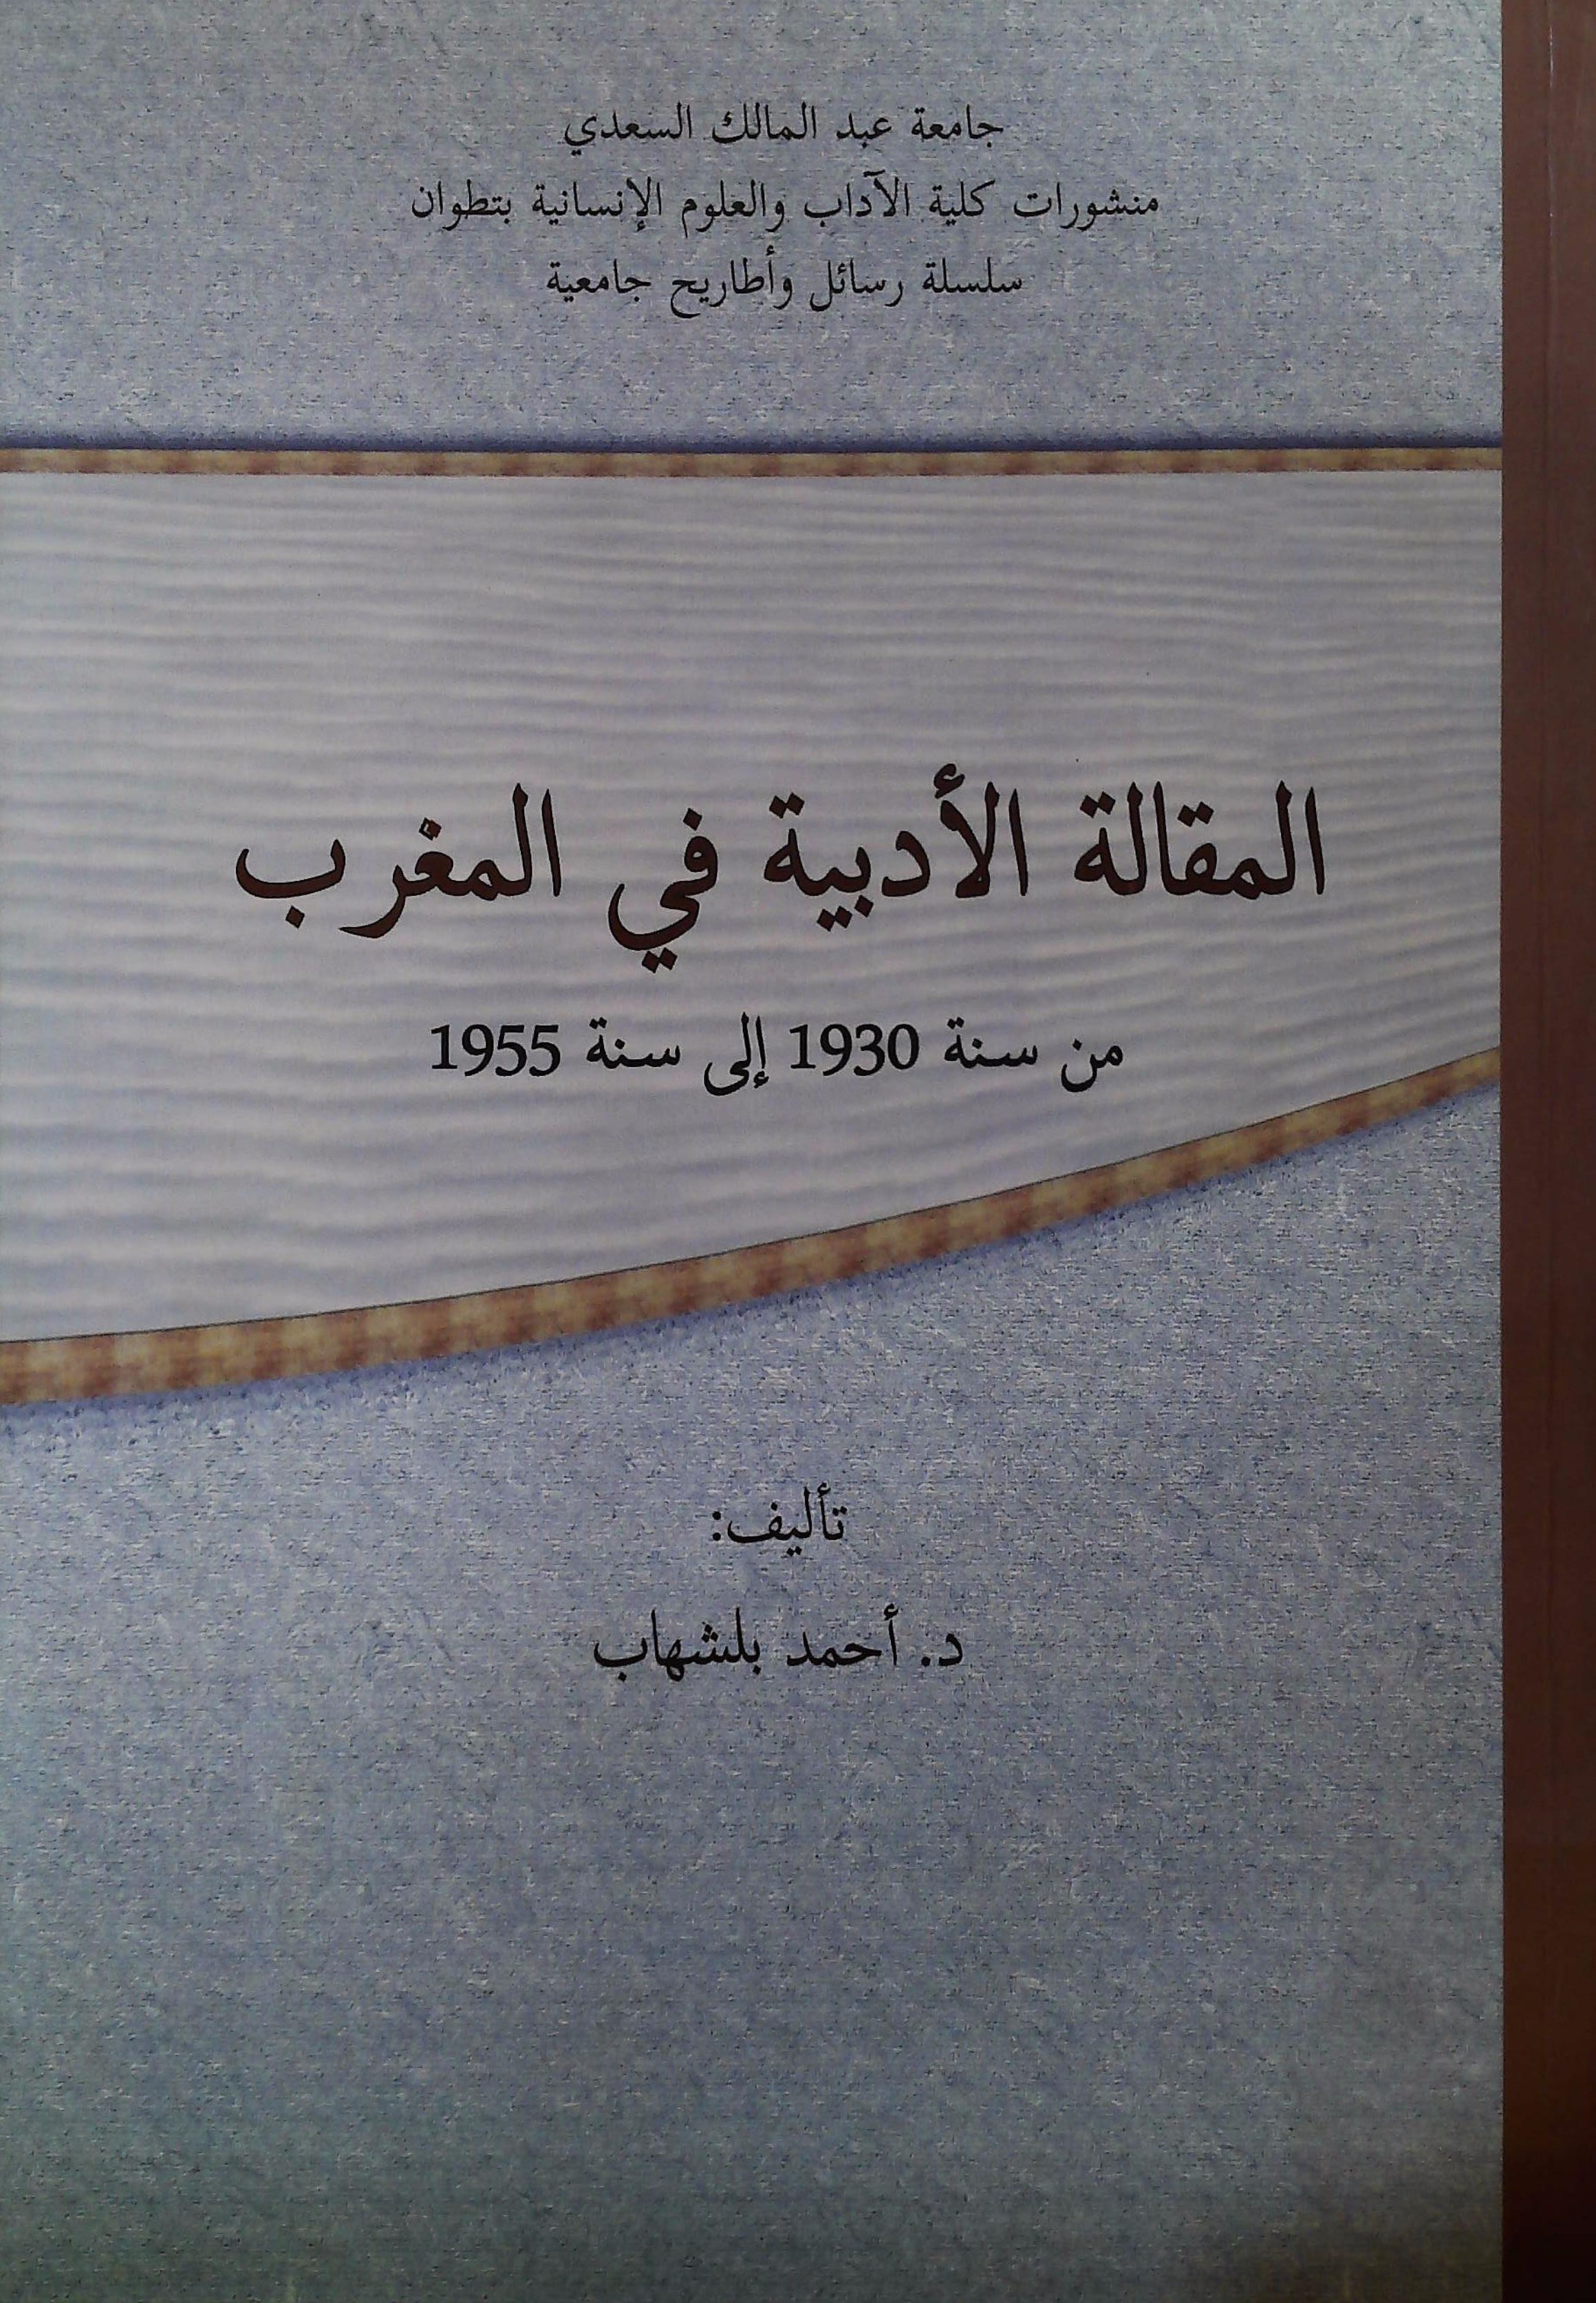 جامعة عبد المالك السعدي
منشورات كلية الآداب والعلوم الإنسانية بتطوان
سلسلة رسائل وأطاريح جامعية
المقالة الأدبية في المغرب
من سنة 1930 إلى سنة 1955
تأليف:
د. أحمد بلشهاب